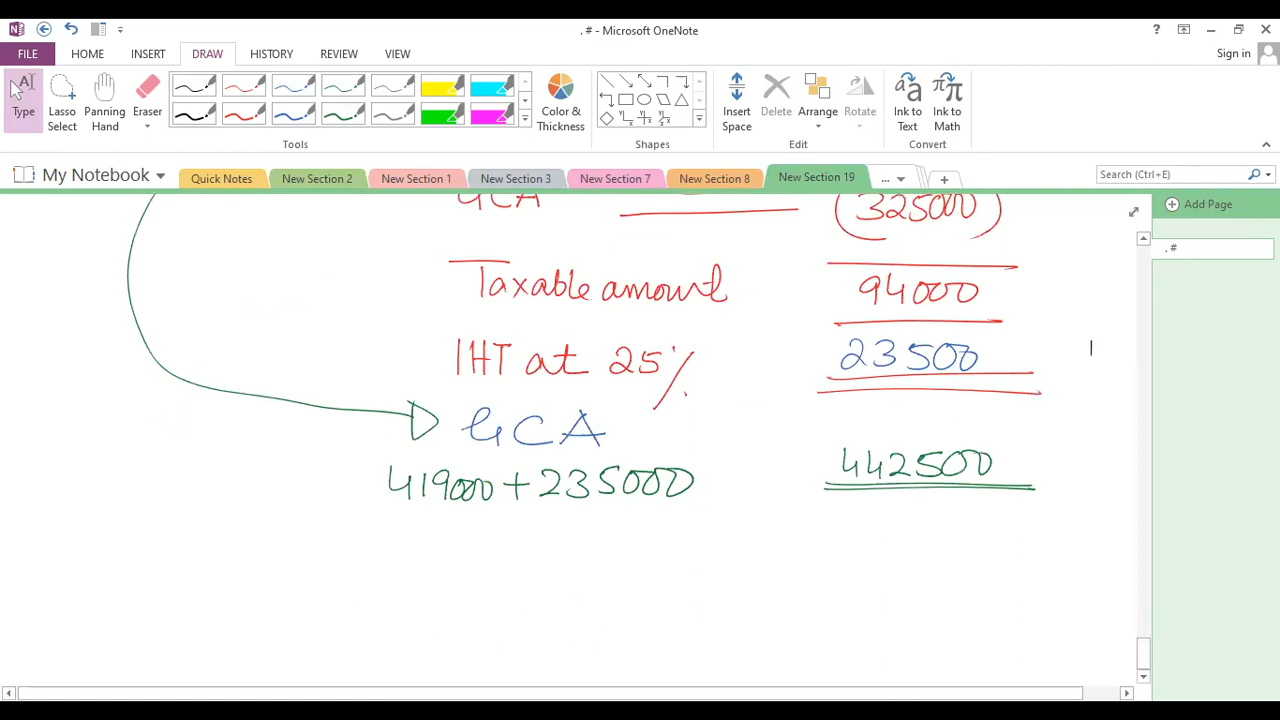 . # - Microsoft OneNote
?
Sign in
FILE HOME INSERT DRAW HISTORY REVIEW VIEW
Type
Lasso Select
Panning Hand
Eraser
Color & Thickness
Insert Space
Delete
Arrange
Rotate
Ink to Text
Ink to Math
Tools
Shapes
Edit
Convert
My Notebook
Quick Notes
New Section 2
New Section 1
New Section 3
New Section 7
New Section 8
New Section 19
...
Search (Ctrl+E)
Add Page
. #
(325000)
Taxable amount 94000
IHT at 25% 23500
GCA
419000 + 235000 442500